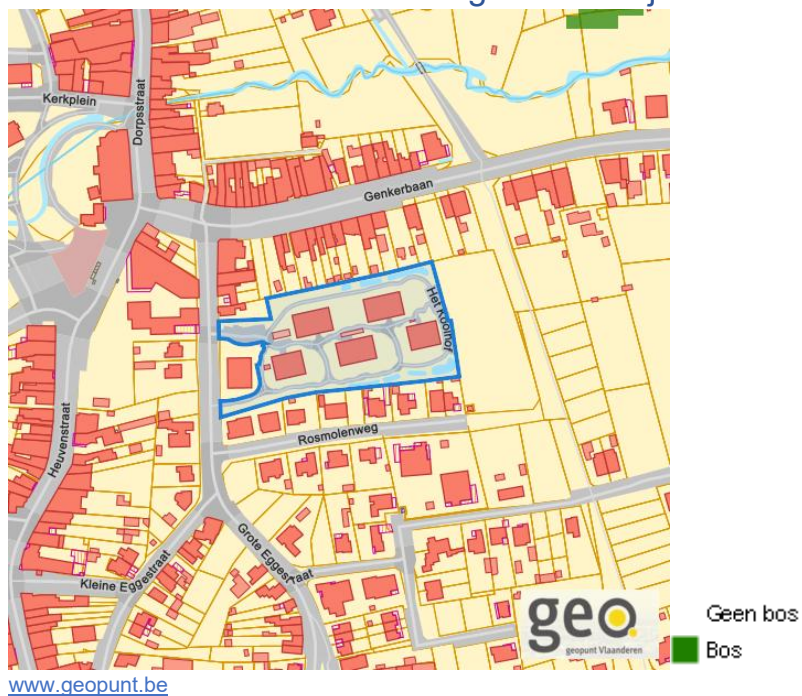 Kerkplein
Dorpsstraat
Genkerbaan
Het Koolhof
Rosmolenweg
Heuvenstraat
Grote Eggestraat
Kleine Eggestraat
geo.
geopunt Vlaanderen
Geen bos
Bos
www.geopunt.be